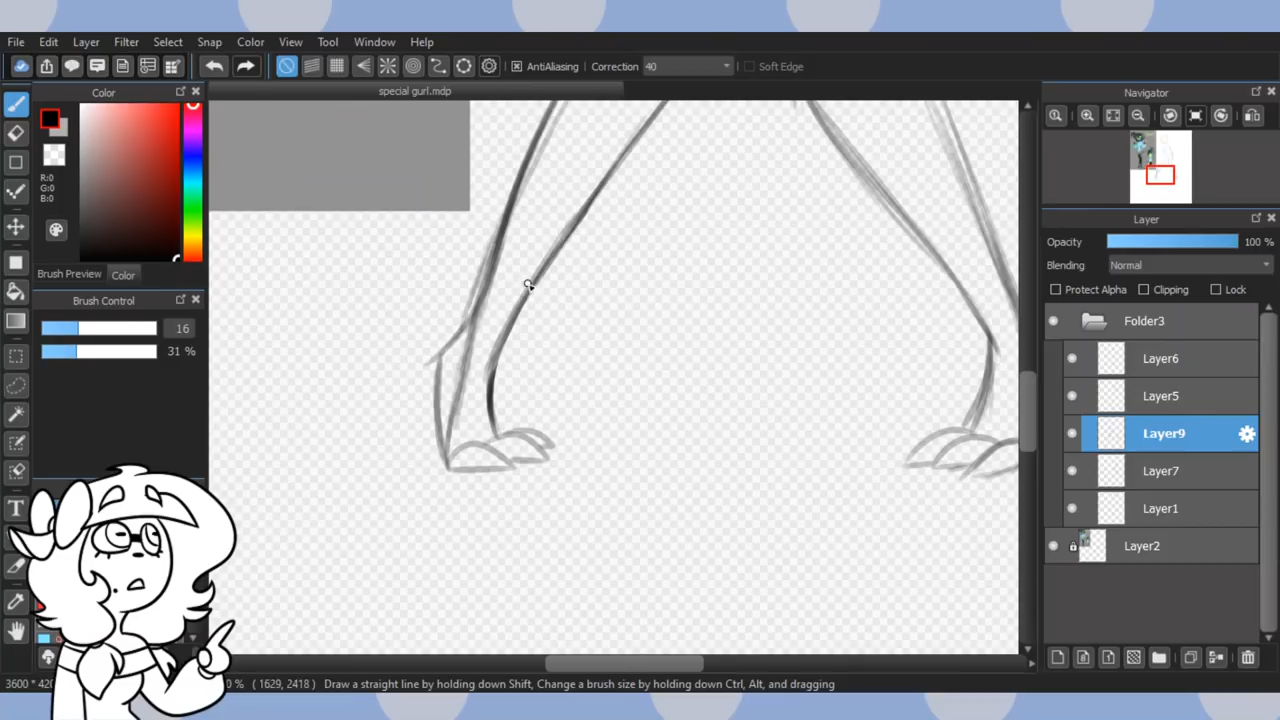 File Edit Layer Filter Select Snap Color View Tool Window Help
AntiAliasing Correction 40 Soft Edge
special gurl.mdp
Color
R:0
G:0
B:0
Brush Preview Color
Brush Control
16
31 %
T
Navigator
Layer
Opacity 100 %
Blending Normal
Protect Alpha Clipping Lock
Folder3
Layer6
Layer5
Layer9
Layer7
Layer1
Layer2
% ( 1629, 2418 ) Draw a straight line by holding down Shift, Change a brush size by holding down Ctrl, Alt, and dragging
3600 * 420